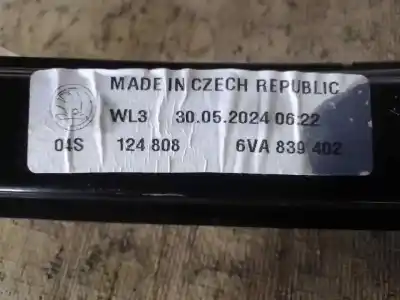 MADE IN CZECH REPUBLIC
WL3 30.05.2024 06:22
04S 124 808 6VA 839 402